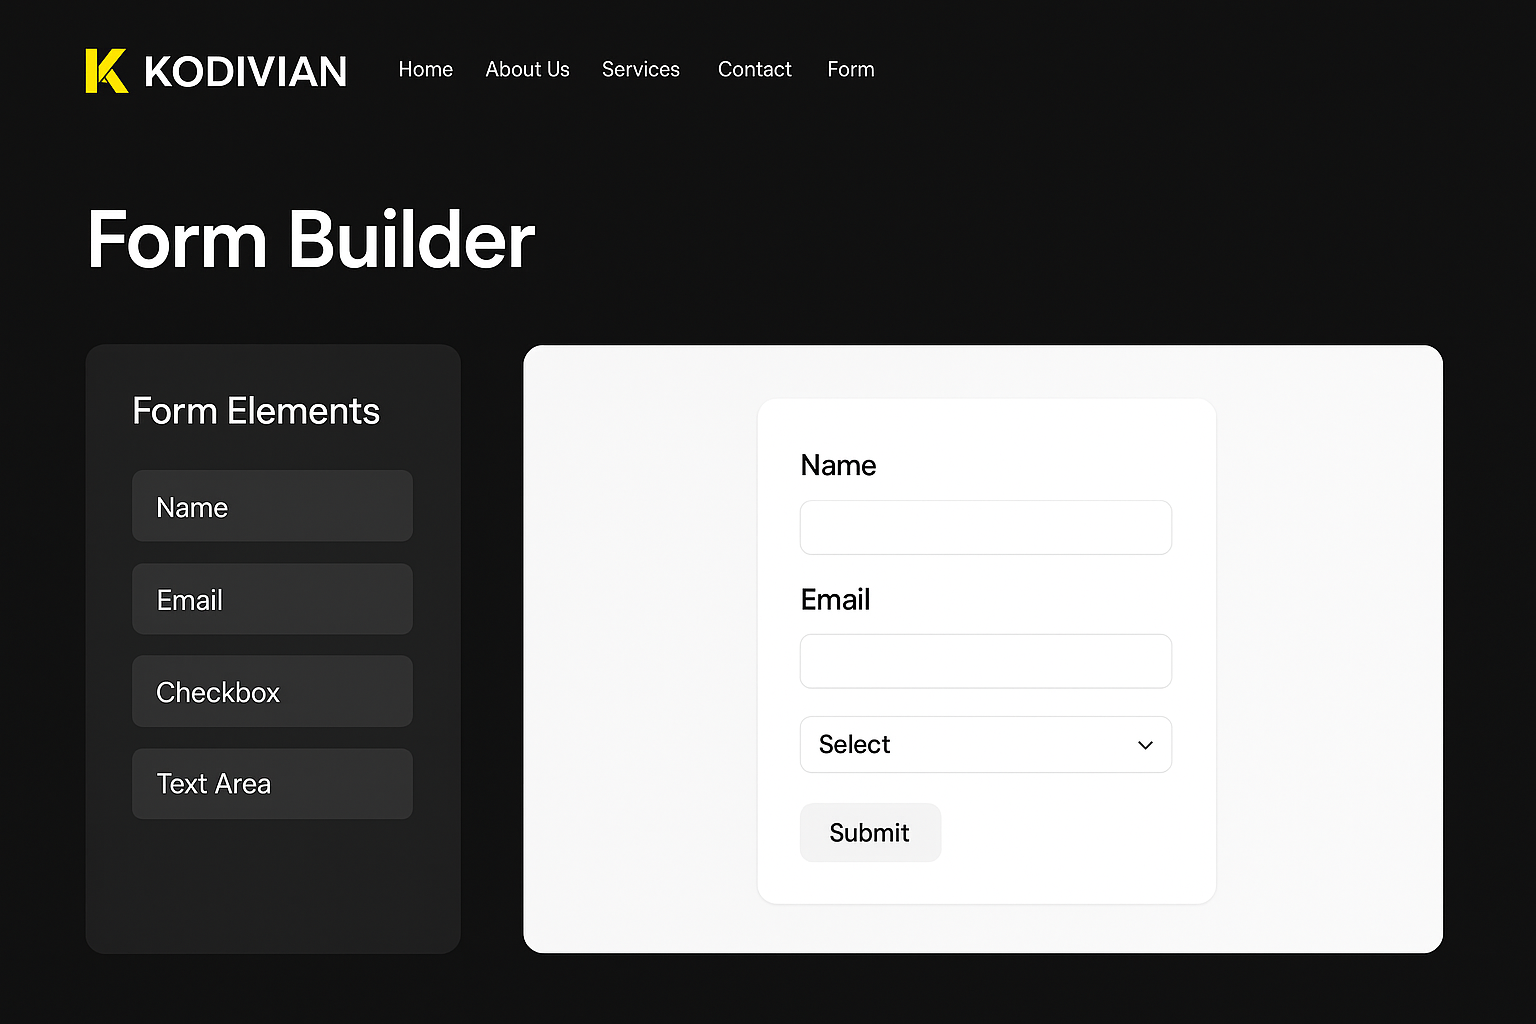 KODIVIAN Home About Us Services Contact Form
Form Builder
Form Elements
Name
Email
Checkbox
Text Area
Name
Email
Select
Submit